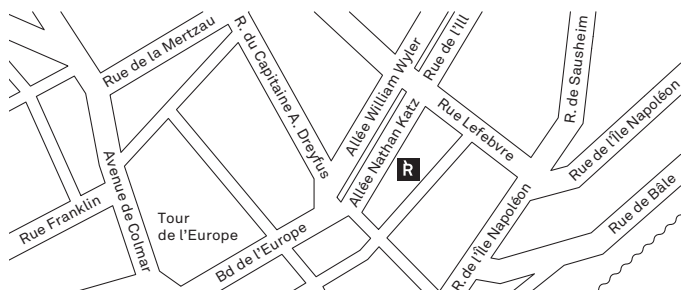 Rue de la Mertzau
R. du Capitaine A. Dreyfus
Allée William Wyler
Rue de l’Ill
R. de Sausheim
Allée Nathan Katz
Rue Lefebvre
Rue de l’Île Napoléon
R
Avenue de Colmar
Rue Franklin
Tour
de l’Europe
Bd de l’Europe
R. de l’Île Napoléon
Rue de Bâle